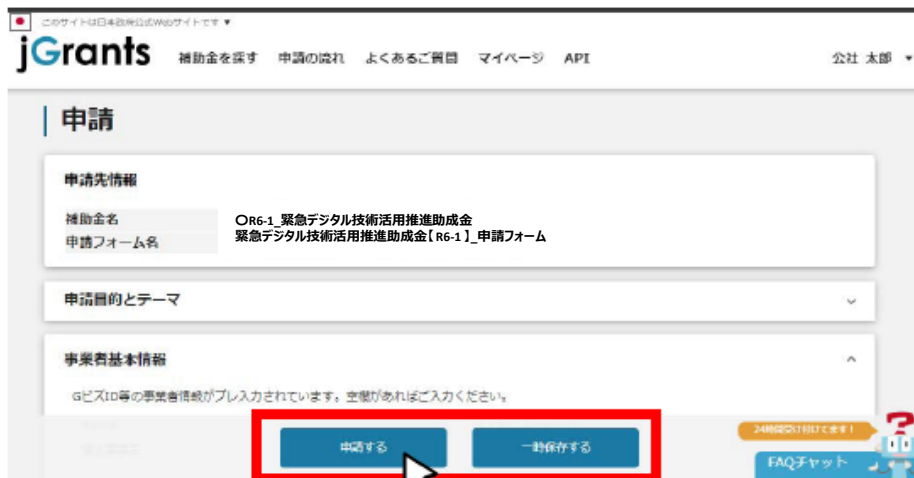 このサイトは日本政府公式Webサイトです ▼
jGrants 補助金を探す 申請の流れ よくあるご質問 マイページ API 公社 太郎 ▼
申請
申請先情報
補助金名 〇R6-1_緊急デジタル技術活用推進助成金
申請フォーム名 緊急デジタル技術活用推進助成金【R6-1】_申請フォーム
申請目的とテーマ
事業者基本情報
GビズID等の事業者情報がプレ入力されています。空欄があればご入力ください。
申請する 一時保存する
24時間受け付けてます!
FAQチャット